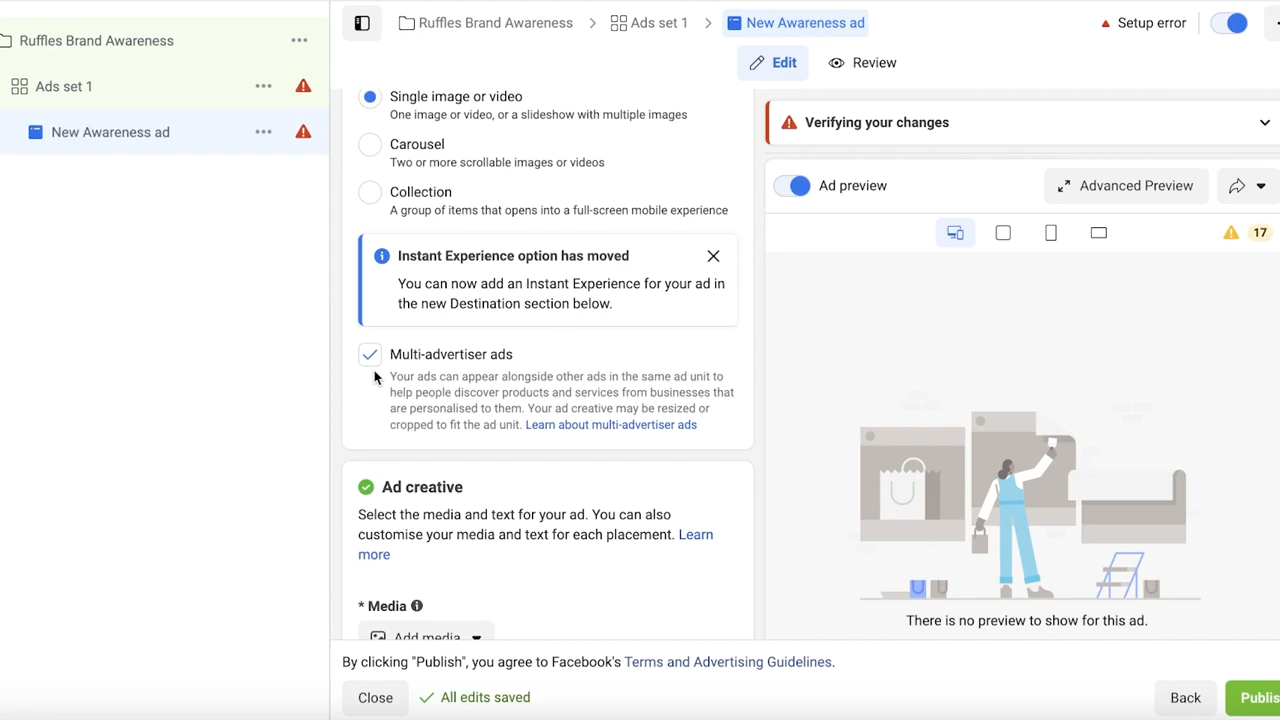 Ruffles Brand Awareness
Ads set 1
New Awareness ad
Ruffles Brand Awareness > Ads set 1 > New Awareness ad
Setup error
Edit
Review
Single image or video
One image or video, or a slideshow with multiple images
Carousel
Two or more scrollable images or videos
Collection
A group of items that opens into a full-screen mobile experience
Instant Experience option has moved
You can now add an Instant Experience for your ad in
the new Destination section below.
Multi-advertiser ads
Your ads can appear alongside other ads in the same ad unit to
help people discover products and services from businesses that
are personalised to them. Your ad creative may be resized or
cropped to fit the ad unit. Learn about multi-advertiser ads
Ad creative
Select the media and text for your ad. You can also
customise your media and text for each placement. Learn
more
* Media
Add media
Verifying your changes
Ad preview
Advanced Preview
17
There is no preview to show for this ad.
By clicking "Publish", you agree to Facebook's Terms and Advertising Guidelines.
Close
All edits saved
Back
Publis